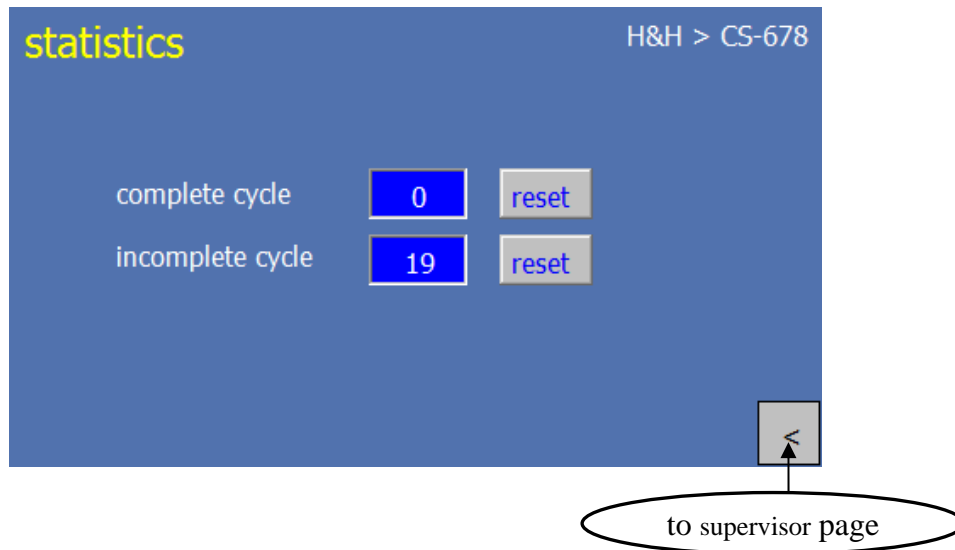 statistics
H&H > CS-678
complete cycle 0 reset
incomplete cycle 19 reset
<
to supervisor page